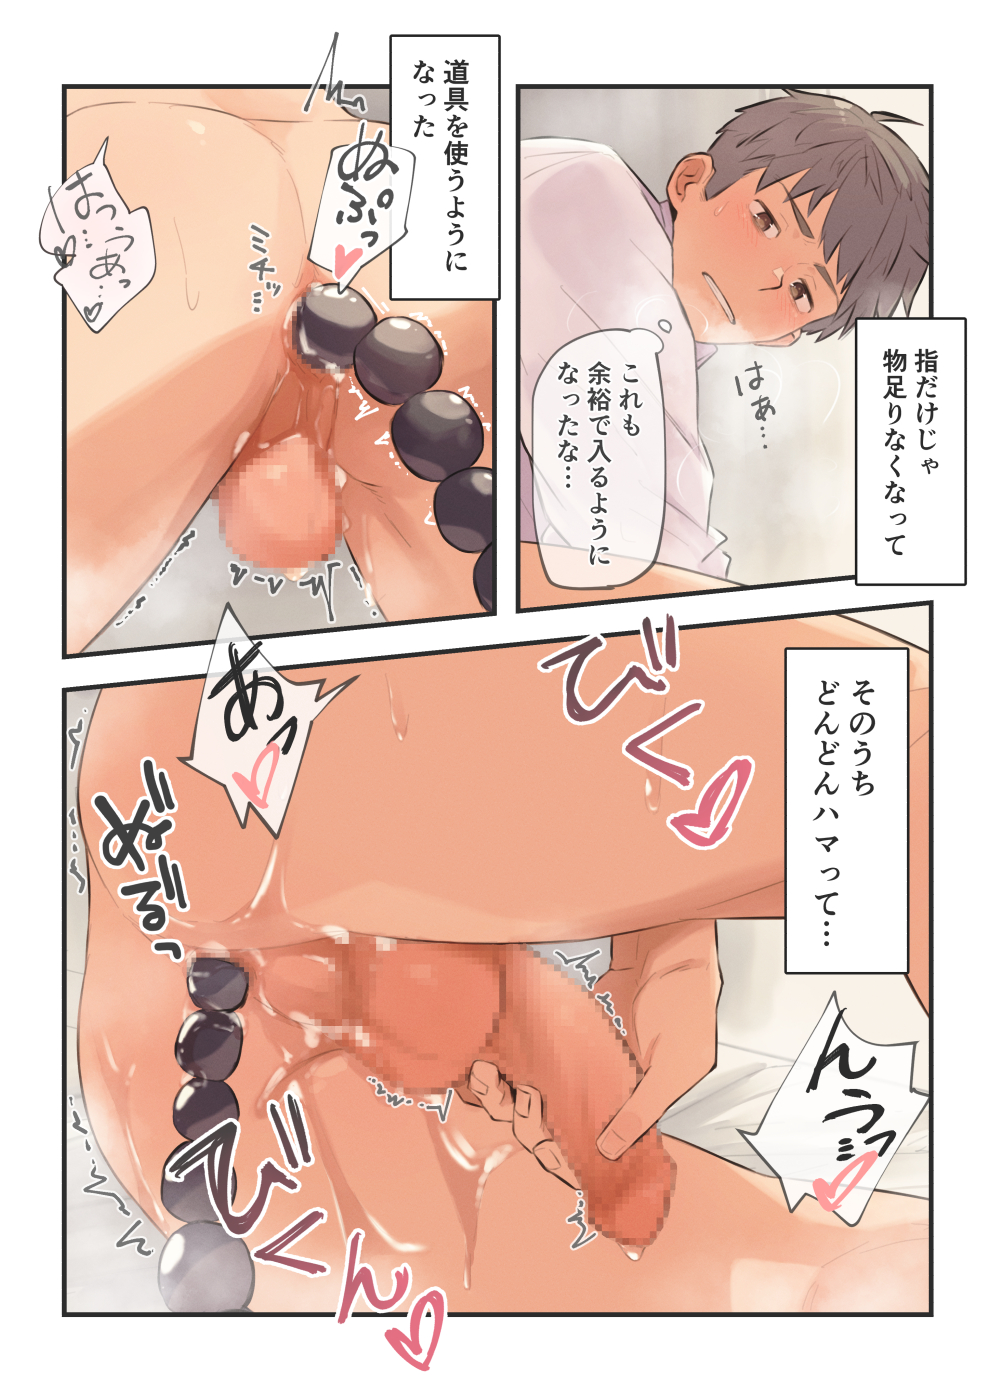 指だけじゃ
物足りなくなって
はぁ…
これも
余裕で入るように
なったな…
道具を使うように
なった
ぬぷっ
ミチッ…
はっ…うあっ…
そのうち
どんどんハマって…
びく
あっ
ぬるっ
んうっ
びくん